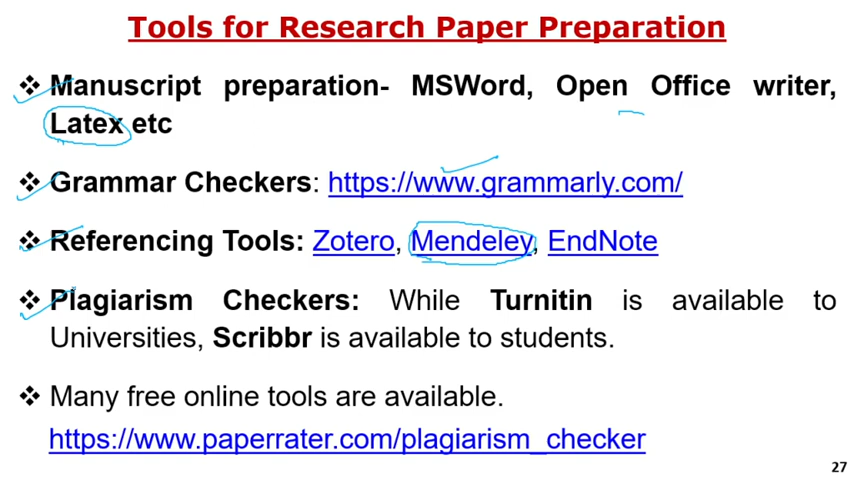 Tools for Research Paper Preparation
❖ Manuscript preparation- MSWord, Open Office writer,
Latex etc
❖ Grammar Checkers: https://www.grammarly.com/
❖ Referencing Tools: Zotero, Mendeley, EndNote
❖ Plagiarism Checkers: While Turnitin is available to
Universities, Scribbr is available to students.
❖ Many free online tools are available.
https://www.paperrater.com/plagiarism_checker
27